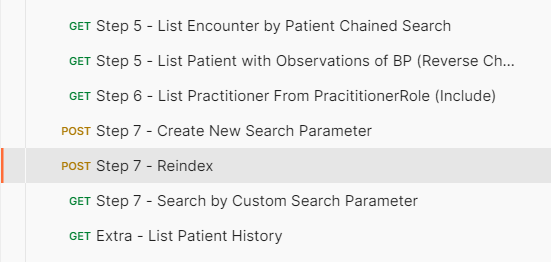 GET Step 5 - List Encounter by Patient Chained Search
GET Step 5 - List Patient with Observations of BP (Reverse Ch...
GET Step 6 - List Practitioner From PracititionerRole (Include)
POST Step 7 - Create New Search Parameter
POST Step 7 - Reindex
GET Step 7 - Search by Custom Search Parameter
GET Extra - List Patient History